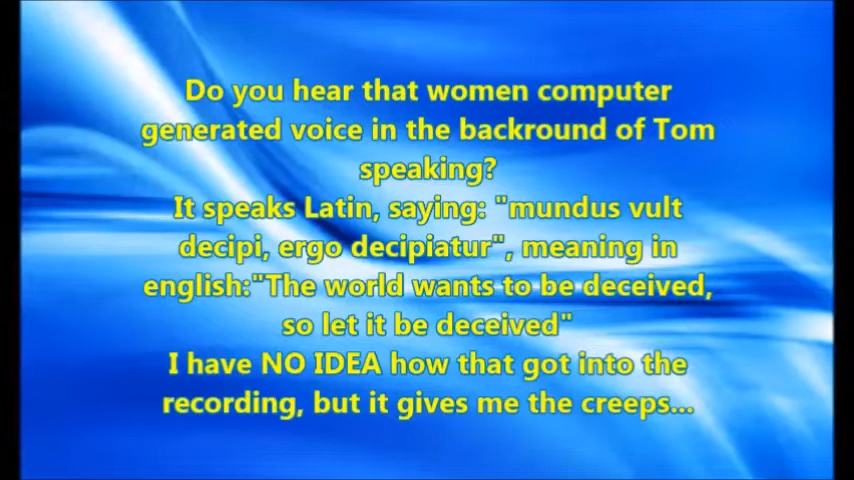 Do you hear that women computer
generated voice in the backround of Tom
speaking?
It speaks Latin, saying: "mundus vult
decipi, ergo decipiatur", meaning in
english:"The world wants to be deceived,
so let it be deceived"
I have NO IDEA how that got into the
recording, but it gives me the creeps...